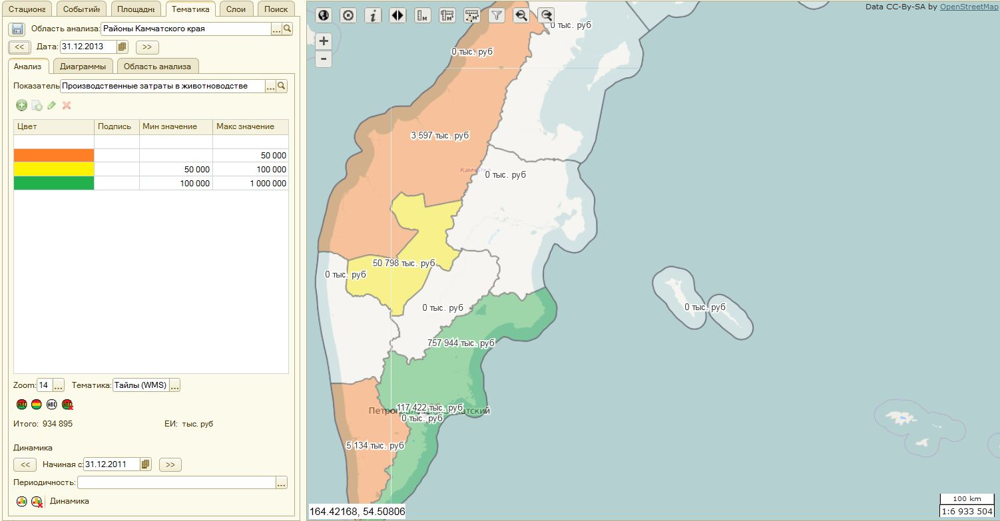 Стациона
Событий
Площадн
Тематика
Слои
Поиск
Область анализа: Районы Камчатского края ...
<< Дата: 31.12.2013 >>
Анализ
Диаграммы
Область анализа
Показатель Производственные затраты в животноводстве ...
Цвет Подпись Мин значение Макс значение
50 000
50 000 100 000
100 000 1 000 000
Zoom: 14 ... Тематика: Тайлы (WMS) ...
Итого: 934 895 ЕИ: тыс. руб
Динамика
<< Начиная с: 31.12.2011 >>
Периодичность: ...
Динамика
Data CC-By-SA by OpenStreetMap
+
-
0 тыс. руб
0 тыс. руб
3 597 тыс. руб
Камчатка
0 тыс. руб
50 798 тыс. руб
0 тыс. руб
0 тыс. руб
0 тыс. руб
757 944 тыс. руб
117 422 тыс. руб
0 тыс. руб
5 134 тыс. руб
164.42168, 54.50806
100 km
1:6 933 504